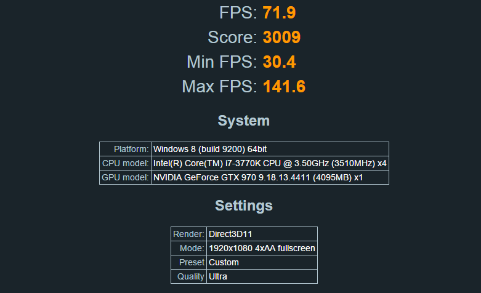 FPS: 71.9
Score: 3009
Min FPS: 30.4
Max FPS: 141.6
System
Platform: Windows 8 (build 9200) 64bit
CPU model: Intel(R) Core(TM) i7-3770K CPU @ 3.50GHz (3510MHz) x4
GPU model: NVIDIA GeForce GTX 970 9.18.13.4411 (4095MB) x1
Settings
Render: Direct3D11
Mode: 1920x1080 4xAA fullscreen
Preset Custom
Quality Ultra